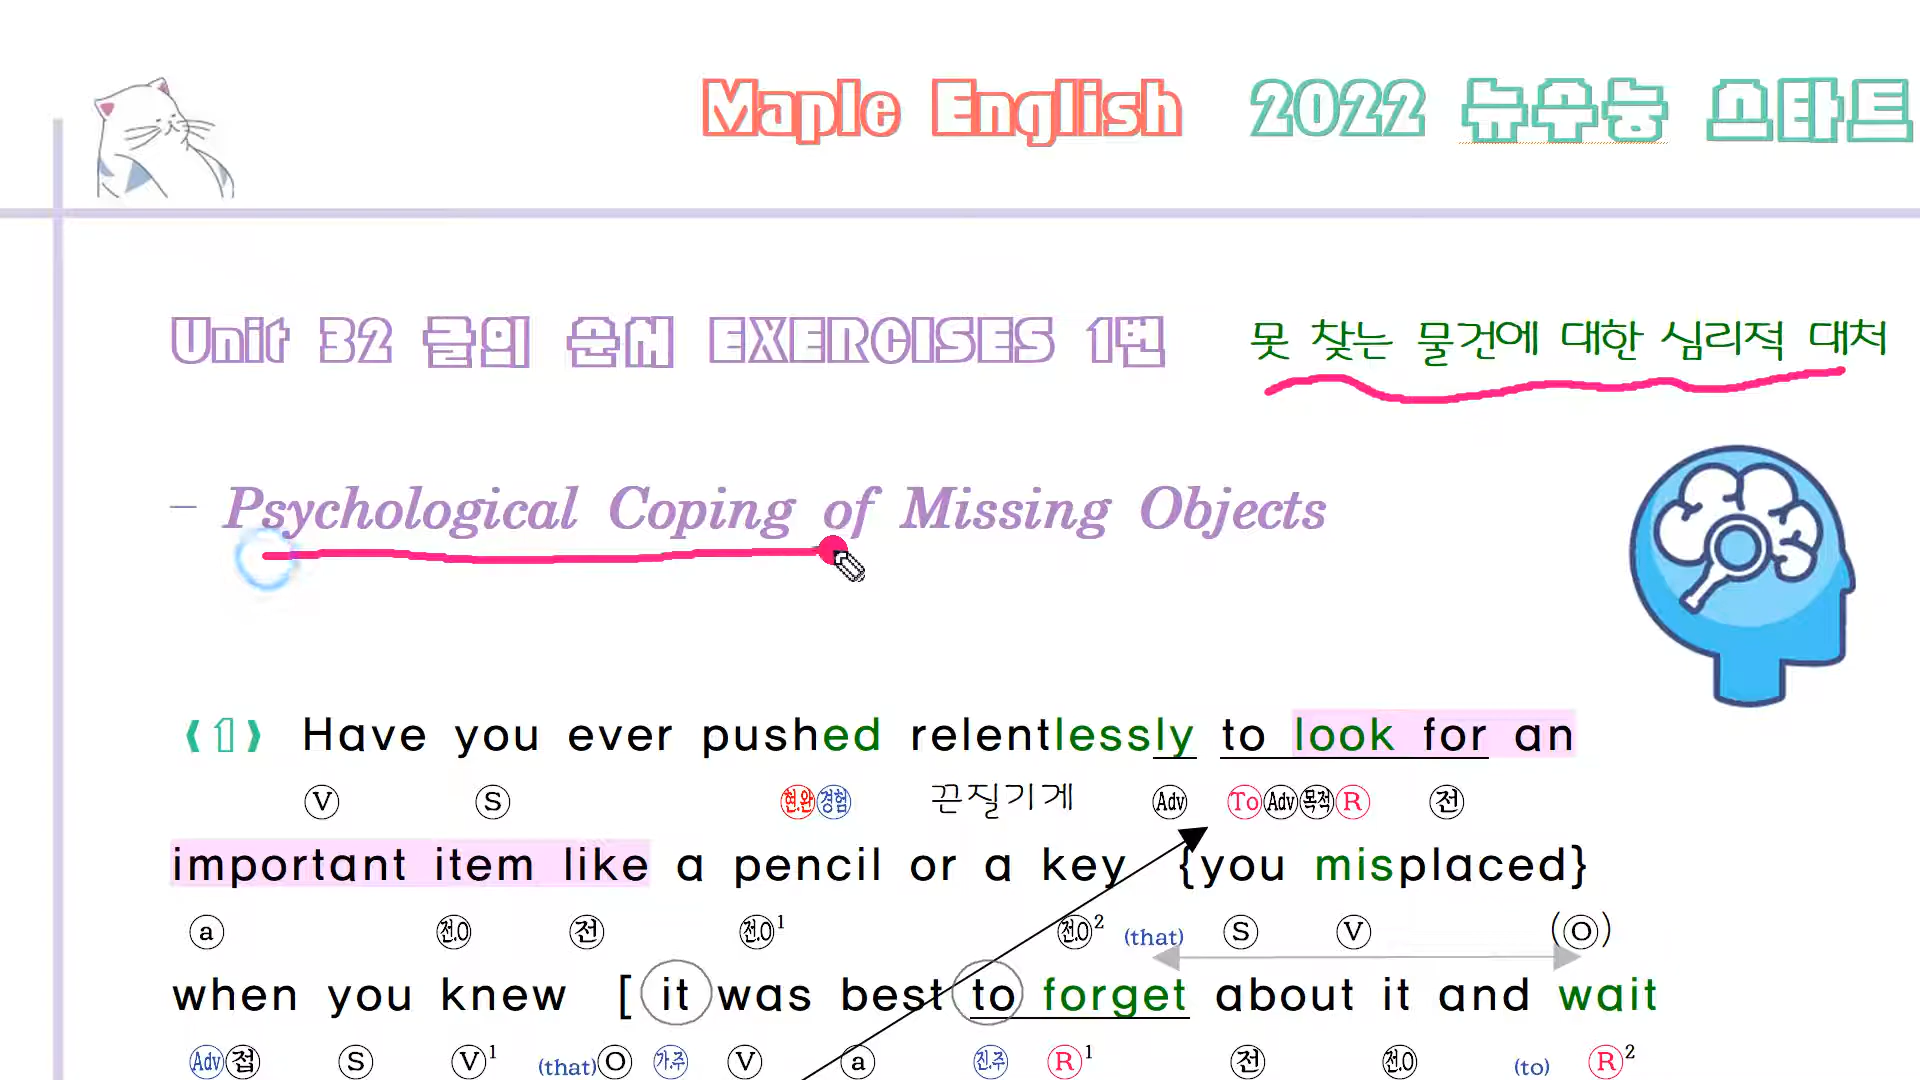 Maple English 2022 뉴수능 스타트
Unit 32 글의 순서 EXERCISES 1번 못 찾는 물건에 대한 심리적 대처
- Psychological Coping of Missing Objects
(1) Have you ever pushed relentlessly to look for an
V S 현.완 경험 끈질기게 Adv To Adv 목적 R 전
important item like a pencil or a key {you misplaced}
a 전.O 전 전.O1 전.O2 (that) S V (O)
when you knew [ it was best to forget about it and wait
Adv 접 S V1 (that) O 가.주 V a 진.주 R1 전 전.O (to) R2